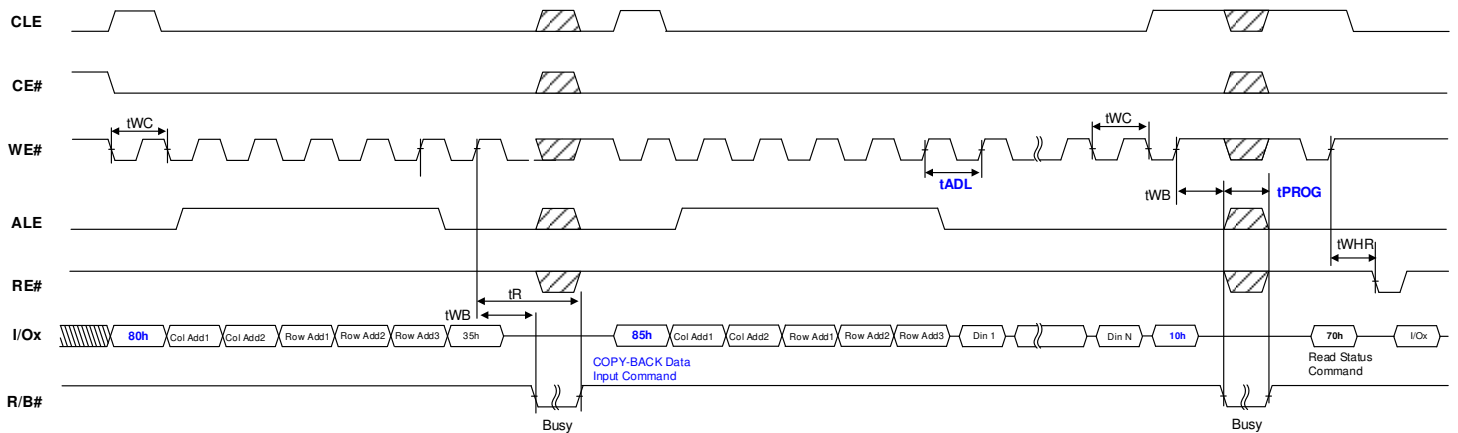 CLE
CE#
tWC
tWC
WE#
tADL
tWB
tPROG
ALE
tWHR
RE#
tR
tWB
I/Ox
80h Col Add1 Col Add2 Row Add1 Row Add2 Row Add3 35h 85h Col Add1 Col Add2 Row Add1 Row Add2 Row Add3 Din 1 Din N 10h 70h I/Ox
COPY-BACK Data
Input Command
Read Status
Command
R/B#
Busy
Busy